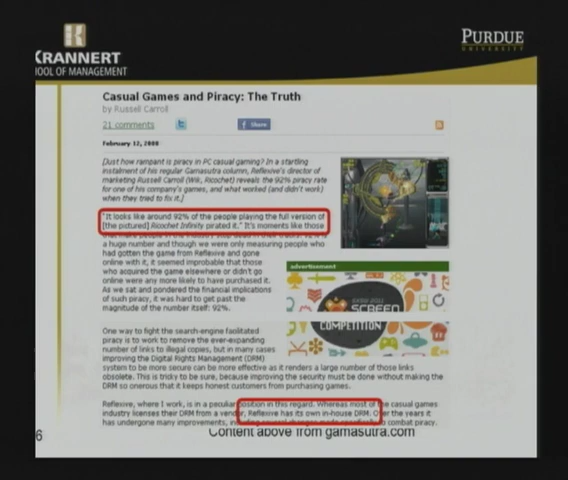 KRANNERT
OOL OF MANAGEMENT
PURDUE
UNIVERSITY
Casual Games and Piracy: The Truth
by Russell Carroll
21 comments
Share
February 12, 2008
[Just how rampant is piracy in PC casual gaming? In a startling
instalment of his regular Gamasutra column, Reflexive's director of
marketing Russell Carroll (Wik, Ricochet) reveals the 92% piracy rate
for one of his company's games, and what worked (and didn't work)
when they tried to fix it.]
"It looks like around 92% of the people playing the full version of
[the pictured] Ricochet Infinity pirated it." It's moments like those
a huge number and though we were only measuring people who
had gotten the game from Reflexive and gone
online with it, it seemed improbable that those
who acquired the game elsewhere or didn't go
online were any more likely to have purchased it.
As we sat and pondered the financial implications
of such piracy, it was hard to get past the
magnitude of the number itself: 92%.
advertisement
SCREEN
COMPETITION
One way to fight the search-engine facilitated
piracy is to work to remove the ever-expanding
number of links to illegal copies, but in many cases
improving the Digital Rights Management (DRM)
system to be more secure can be more effective as it renders a large number of those links
obsolete. This is tricky to be sure, because improving the security must be done without making the
DRM so onerous that it keeps honest customers from purchasing games.
Reflexive, where I work, is in a peculiar position in this regard. Whereas most of the casual games
industry licenses their DRM from a vendor, Reflexive has its own in-house DRM. Over the years it
has undergone many improvements, including several changes made specifically to combat piracy.
6
Content above from gamasutra.com